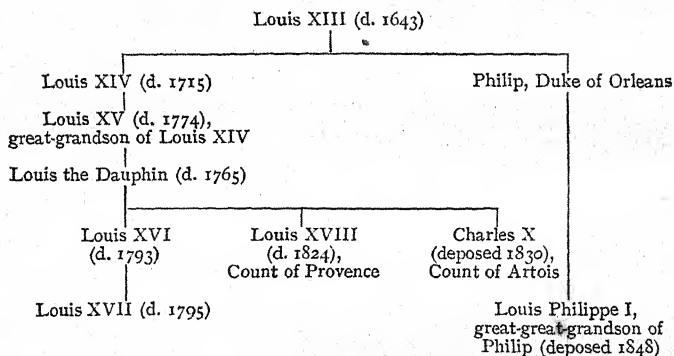 Louis XIII (d. 1643)
Louis XIV (d. 1715)
Philip, Duke of Orleans
Louis XV (d. 1774),
great-grandson of Louis XIV
Louis the Dauphin (d. 1765)
Louis XVI
(d. 1793)
Louis XVIII
(d. 1824),
Count of Provence
Charles X
(deposed 1830),
Count of Artois
Louis XVII (d. 1795)
Louis Philippe I,
great-great-grandson of
Philip (deposed 1848)